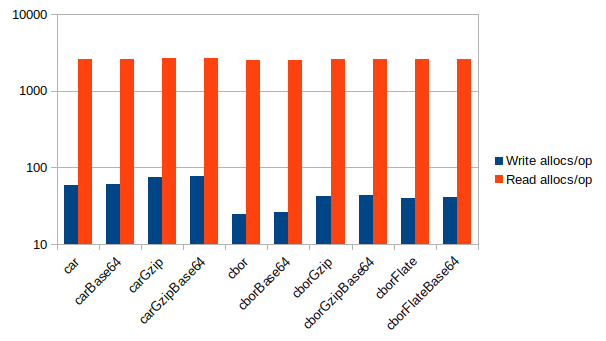 10000
1000
100
10
car
carBase64
carGzip
carGzipBase64
cbor
cborBase64
cborGzip
cborGzipBase64
cborFlate
cborFlateBase64
Write allocs/op
Read allocs/op